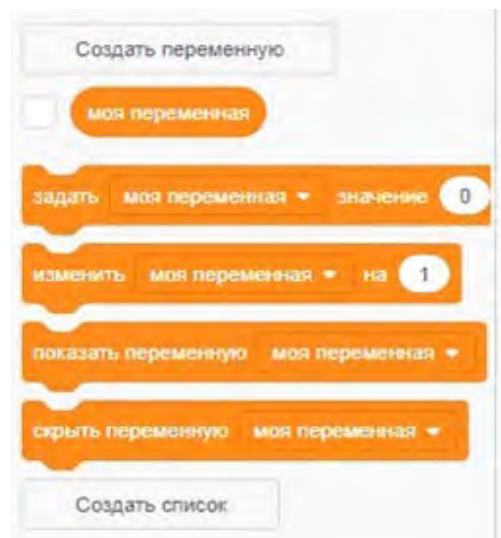 Создать переменную
моя переменная
задать моя переменная значение 0
изменить моя переменная на 1
показать переменную моя переменная
скрыть переменную моя переменная
Создать список